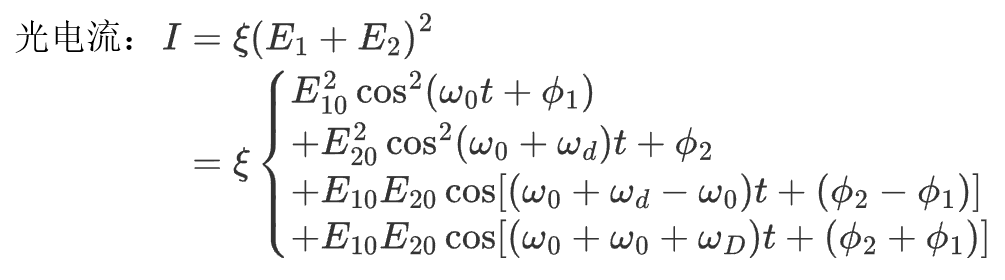 光电流： I = ξ(E₁ + E₂)²
= ξ { E₁₀² cos²(ω₀t + ϕ₁)
+E₂₀² cos²(ω₀ + ω_d)t + ϕ₂
+E₁₀E₂₀ cos[(ω₀ + ω_d − ω₀)t + (ϕ₂ − ϕ₁)]
+E₁₀E₂₀ cos[(ω₀ + ω₀ + ω_D)t + (ϕ₂ + ϕ₁)]